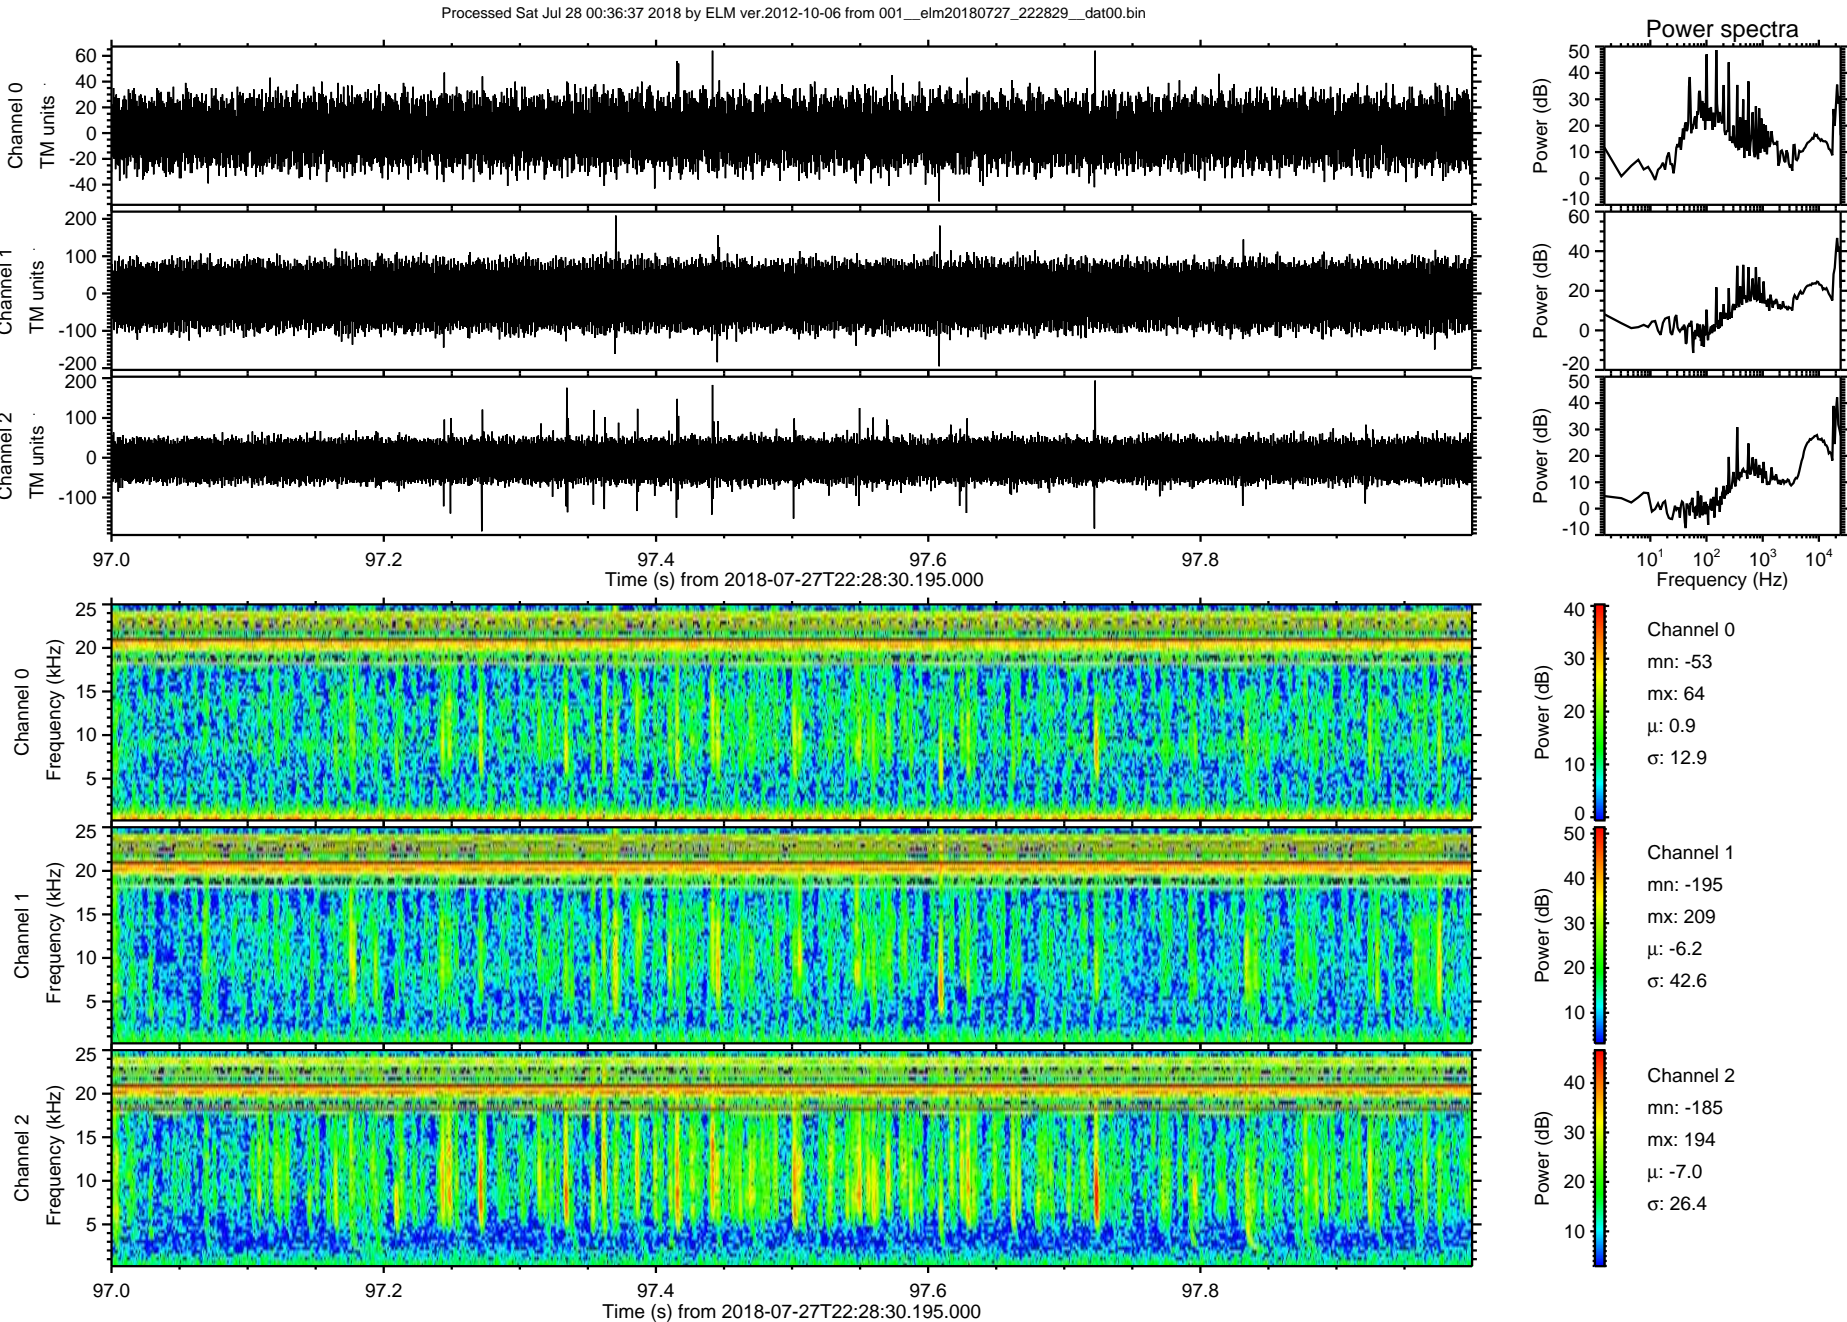 Processed Sat Jul 28 00:36:37 2018 by ELM ver.2012-10-06 from 001__elm20180727_222829__dat00.bin
Power spectra
Channel 0
TM units
60
40
20
0
-20
-40
Power (dB)
50
40
30
20
10
0
-10
Channel 1
TM units
200
100
0
-100
-200
Power (dB)
60
40
20
0
-20
Channel 2
TM units
200
100
0
-100
Power (dB)
50
40
30
20
10
0
-10
97.0 97.2 97.4 97.6 97.8
Time (s) from 2018-07-27T22:28:30.195.000
10^1 10^2 10^3 10^4
Frequency (Hz)
Channel 0
Frequency (kHz)
25
20
15
10
5
Power (dB)
40
30
20
10
0
Channel 0
mn: -53
mx: 64
μ: 0.9
σ: 12.9
Channel 1
Frequency (kHz)
25
20
15
10
5
Power (dB)
50
40
30
20
10
Channel 1
mn: -195
mx: 209
μ: -6.2
σ: 42.6
Channel 2
Frequency (kHz)
25
20
15
10
5
Power (dB)
40
30
20
10
Channel 2
mn: -185
mx: 194
μ: -7.0
σ: 26.4
97.0 97.2 97.4 97.6 97.8
Time (s) from 2018-07-27T22:28:30.195.000